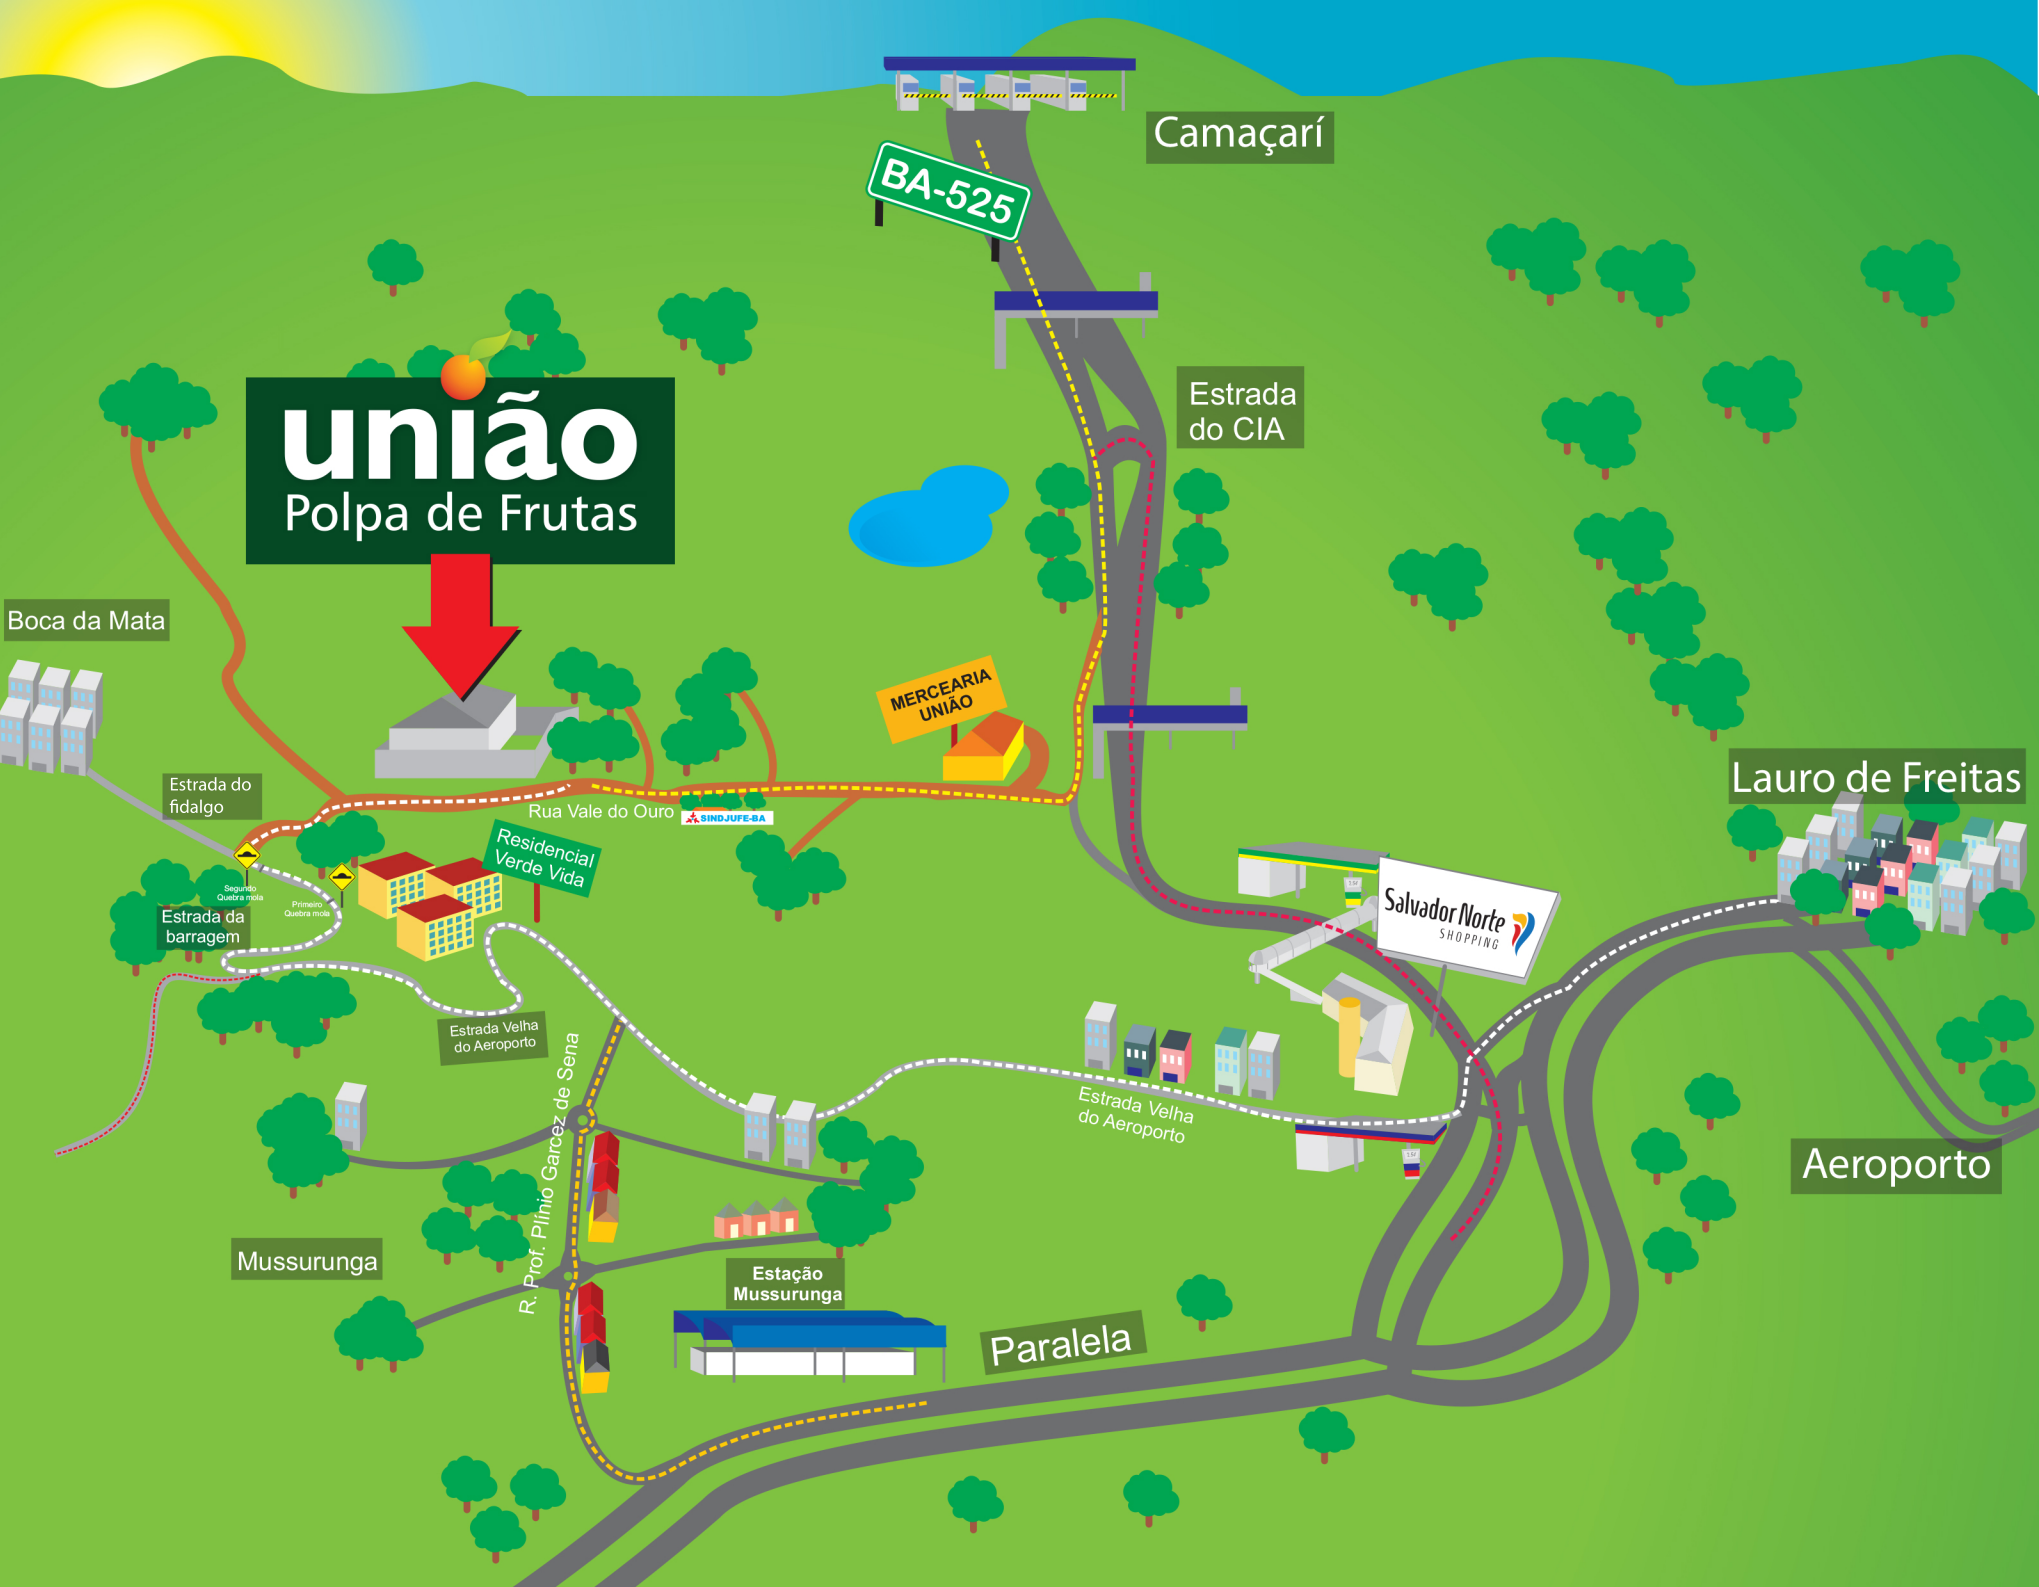 Camaçarí
BA-525
Estrada
do CIA
união
Polpa de Frutas
Boca da Mata
MERCEARIA
UNIÃO
Estrada do
fidalgo
Rua Vale do Ouro
SINDJUFE-BA
Lauro de Freitas
Residencial
Verde Vida
Segundo
Quebra mola
Primeiro
Quebra mola
Estrada da
barragem
Salvador Norte
SHOPPING
Estrada Velha
do Aeroporto
R. Prof. Plínio Garcez de Sena
Estrada Velha
do Aeroporto
Aeroporto
Mussurunga
Estação
Mussurunga
Paralela